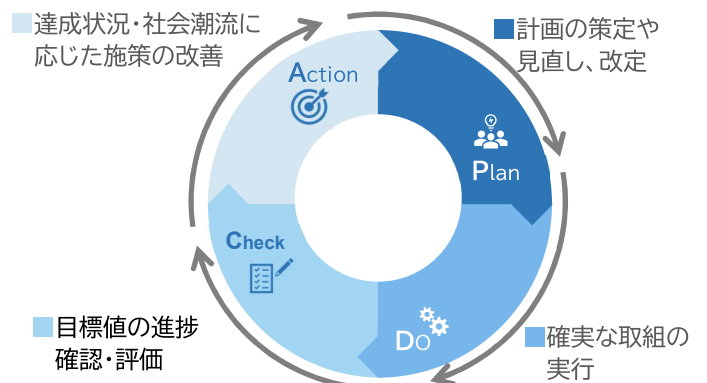 達成状況・社会潮流に
応じた施策の改善
計画の策定や
見直し、改定
Action
Plan
Check
Do
目標値の進捗
確認・評価
確実な取組の
実行